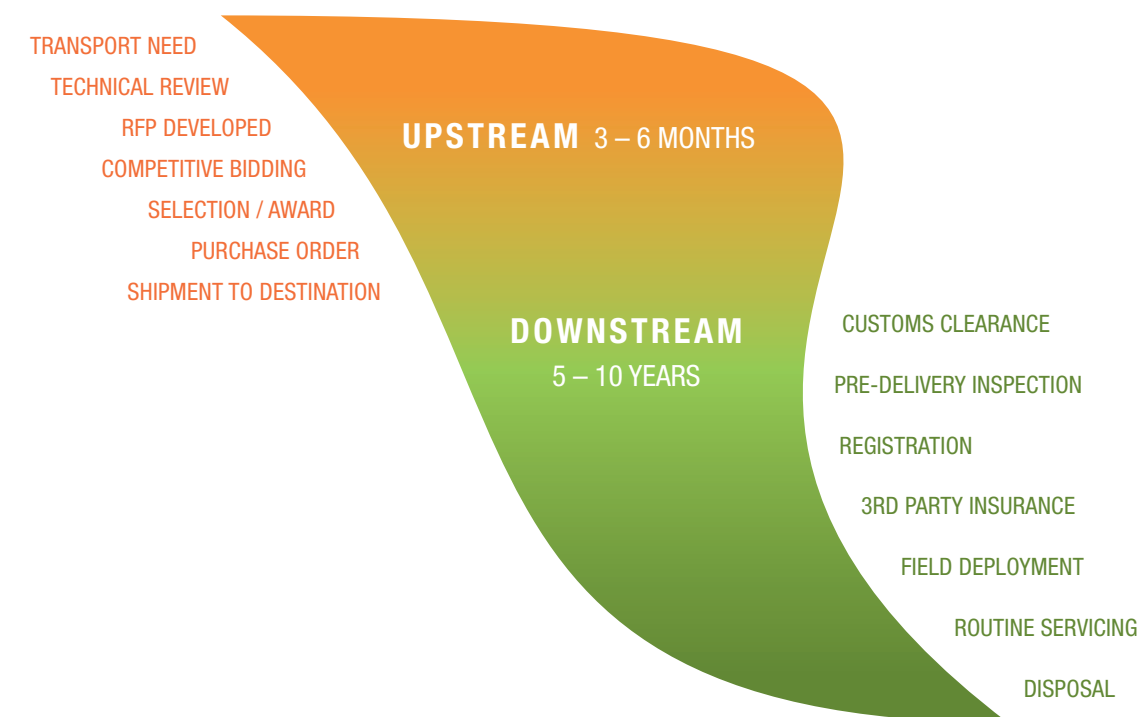 TRANSPORT NEED
TECHNICAL REVIEW
RFP DEVELOPED
COMPETITIVE BIDDING
SELECTION / AWARD
PURCHASE ORDER
SHIPMENT TO DESTINATION
UPSTREAM 3 – 6 MONTHS
DOWNSTREAM
5 – 10 YEARS
CUSTOMS CLEARANCE
PRE-DELIVERY INSPECTION
REGISTRATION
3RD PARTY INSURANCE
FIELD DEPLOYMENT
ROUTINE SERVICING
DISPOSAL